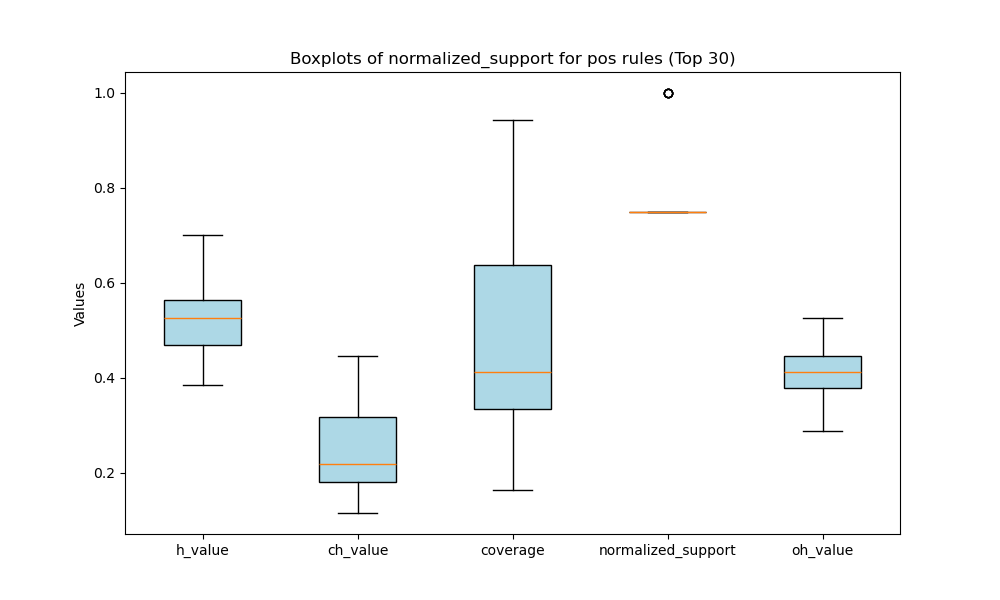 Boxplots of normalized_support for pos rules (Top 30)
Values
1.0
0.8
0.6
0.4
0.2
h_value
ch_value
coverage
normalized_support
oh_value